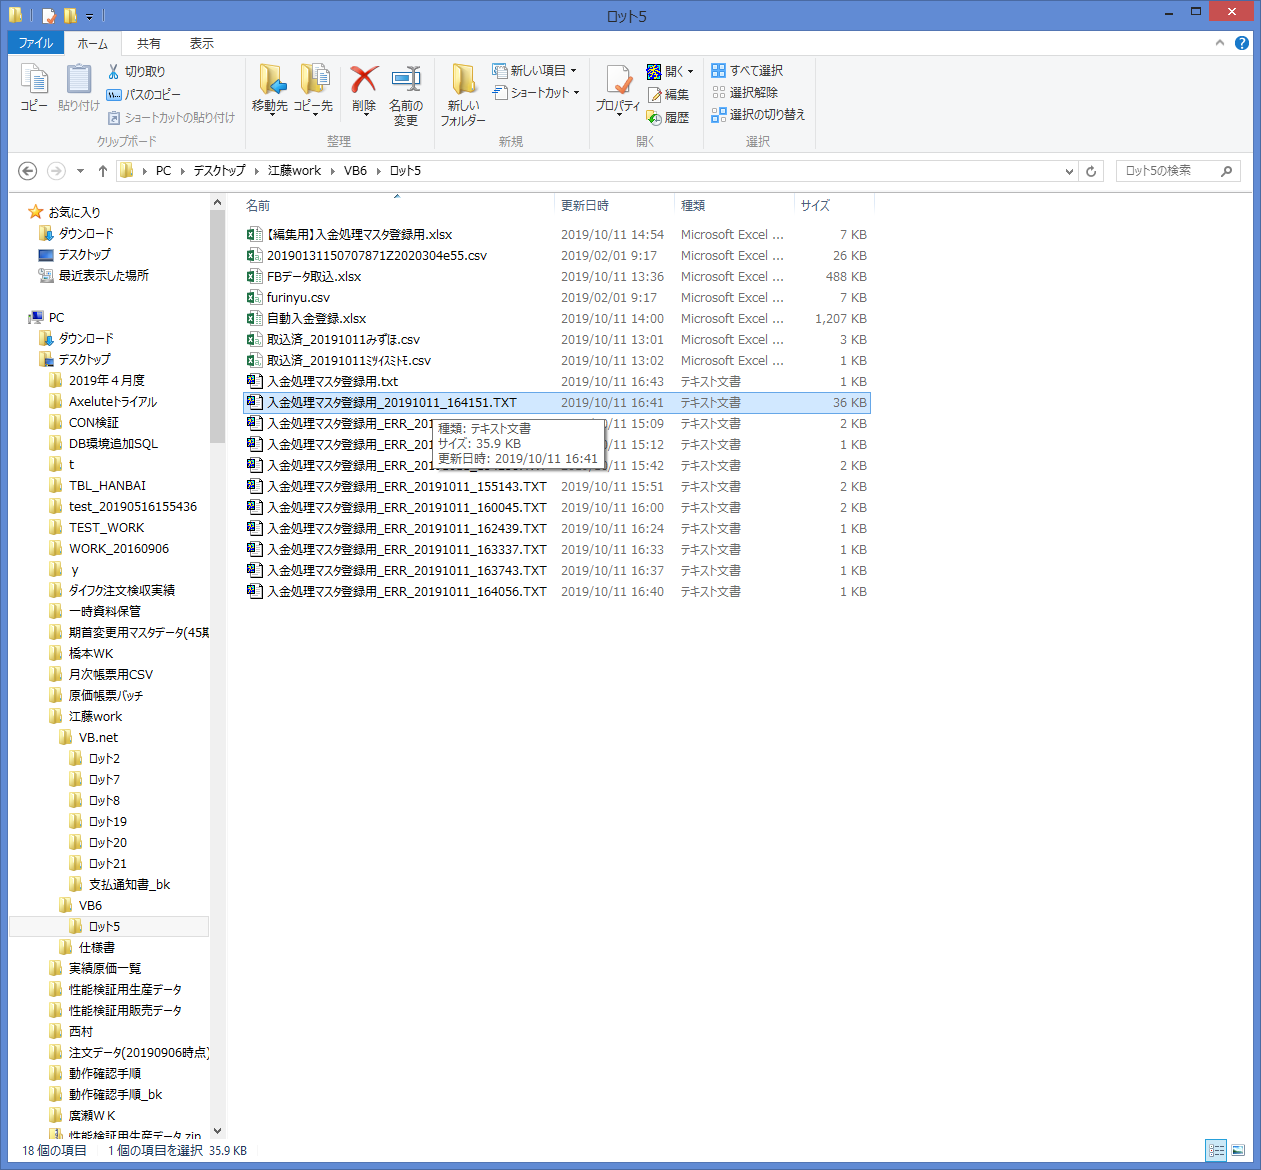 ロット5
ファイル ホーム 共有 表示
コピー
貼り付け
切り取り
パスのコピー
ショートカットの貼り付け
クリップボード
移動先
コピー先
削除
名前の
変更
整理
新しい
フォルダー
新しい項目
ショートカット
新規
プロパティ
開く
編集
履歴
開く
すべて選択
選択解除
選択の切り替え
選択
PC デスクトップ 江藤work VB6 ロット5
ロット5の検索
お気に入り
ダウンロード
デスクトップ
最近表示した場所
PC
ダウンロード
デスクトップ
2019年４月度
Axeluteトライアル
CON検証
DB環境追加SQL
t
TBL_HANBAI
test_20190516155436
TEST_WORK
WORK_20160906
y
ダイフク注文検収実績
一時資料保管
期首変更用マスタデータ(45期
橋本WK
月次帳票用CSV
原価帳票バッチ
江藤work
VB.net
ロット2
ロット7
ロット8
ロット19
ロット20
ロット21
支払通知書_bk
VB6
ロット5
仕様書
実績原価一覧
性能検証用生産データ
性能検証用販売データ
西村
注文データ(20190906時点)
動作確認手順
動作確認手順_bk
廣瀬ＷＫ
性能検証用生産データ.zip
名前 更新日時 種類 サイズ
【編集用】入金処理マスタ登録用.xlsx 2019/10/11 14:54 Microsoft Excel ... 7 KB
20190131150707871Z2020304e55.csv 2019/02/01 9:17 Microsoft Excel ... 26 KB
FBデータ取込.xlsx 2019/10/11 13:36 Microsoft Excel ... 488 KB
furinyu.csv 2019/02/01 9:17 Microsoft Excel ... 7 KB
自動入金登録.xlsx 2019/10/11 14:00 Microsoft Excel ... 1,207 KB
取込済_20191011みずほ.csv 2019/10/11 13:01 Microsoft Excel ... 3 KB
取込済_20191011ﾐﾂｲｽﾐﾄﾓ.csv 2019/10/11 13:02 Microsoft Excel ... 1 KB
入金処理マスタ登録用.txt 2019/10/11 16:43 テキスト文書 1 KB
入金処理マスタ登録用_20191011_164151.TXT 2019/10/11 16:41 テキスト文書 36 KB
入金処理マスタ登録用_ERR_201 11 15:09 テキスト文書 2 KB
入金処理マスタ登録用_ERR_201 11 15:12 テキスト文書 1 KB
入金処理マスタ登録用_ERR_201 11 15:42 テキスト文書 2 KB
種類: テキスト文書
サイズ: 35.9 KB
更新日時: 2019/10/11 16:41
入金処理マスタ登録用_ERR_20191011_155143.TXT 2019/10/11 15:51 テキスト文書 2 KB
入金処理マスタ登録用_ERR_20191011_160045.TXT 2019/10/11 16:00 テキスト文書 2 KB
入金処理マスタ登録用_ERR_20191011_162439.TXT 2019/10/11 16:24 テキスト文書 1 KB
入金処理マスタ登録用_ERR_20191011_163337.TXT 2019/10/11 16:33 テキスト文書 1 KB
入金処理マスタ登録用_ERR_20191011_163743.TXT 2019/10/11 16:37 テキスト文書 1 KB
入金処理マスタ登録用_ERR_20191011_164056.TXT 2019/10/11 16:40 テキスト文書 1 KB
18 個の項目 1 個の項目を選択 35.9 KB